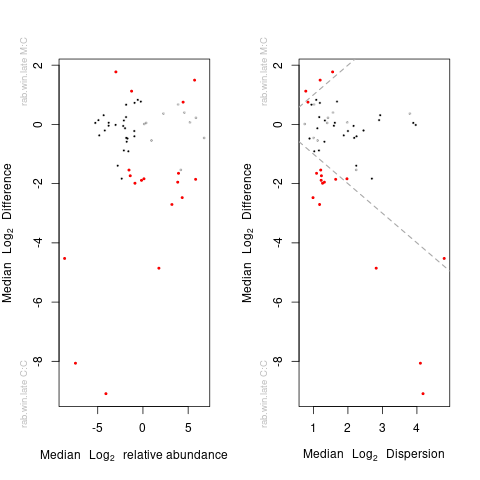 rab.win.late M:C
rab.win.late C:C
Median Log2 Difference
2
0
-2
-4
-6
-8
-5
0
5
Median Log2 relative abundance
rab.win.late M:C
rab.win.late C:C
Median Log2 Difference
2
0
-2
-4
-6
-8
1
2
3
4
Median Log2 Dispersion